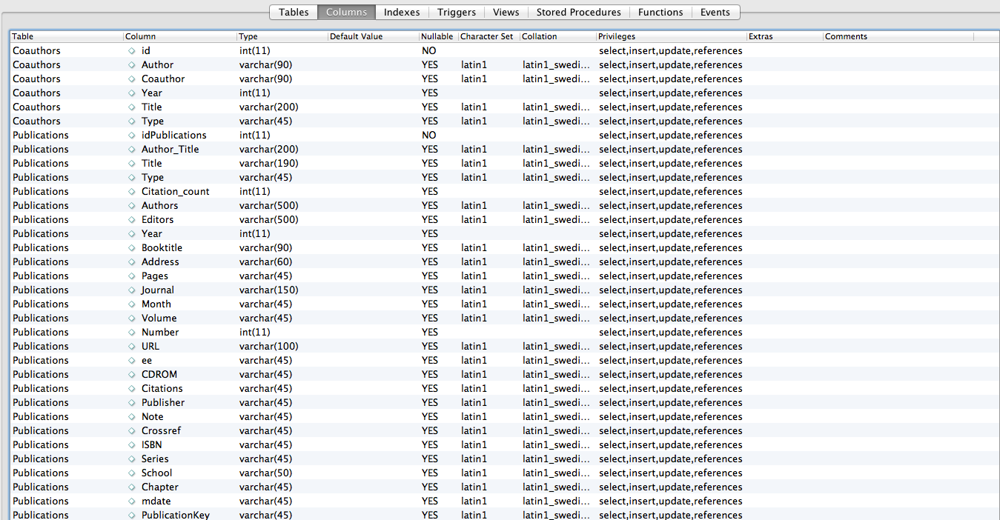 Tables Columns Indexes Triggers Views Stored Procedures Functions Events
Table Column Type Default Value Nullable Character Set Collation Privileges Extras Comments
Coauthors id int(11) NO select,insert,update,references
Coauthors Author varchar(90) YES latin1 latin1_swedi... select,insert,update,references
Coauthors Coauthor varchar(90) YES latin1 latin1_swedi... select,insert,update,references
Coauthors Year int(11) YES select,insert,update,references
Coauthors Title varchar(200) YES latin1 latin1_swedi... select,insert,update,references
Coauthors Type varchar(45) YES latin1 latin1_swedi... select,insert,update,references
Publications idPublications int(11) NO select,insert,update,references
Publications Author_Title varchar(200) YES latin1 latin1_swedi... select,insert,update,references
Publications Title varchar(190) YES latin1 latin1_swedi... select,insert,update,references
Publications Type varchar(45) YES latin1 latin1_swedi... select,insert,update,references
Publications Citation_count int(11) YES select,insert,update,references
Publications Authors varchar(500) YES latin1 latin1_swedi... select,insert,update,references
Publications Editors varchar(500) YES latin1 latin1_swedi... select,insert,update,references
Publications Year int(11) YES select,insert,update,references
Publications Booktitle varchar(90) YES latin1 latin1_swedi... select,insert,update,references
Publications Address varchar(60) YES latin1 latin1_swedi... select,insert,update,references
Publications Pages varchar(45) YES latin1 latin1_swedi... select,insert,update,references
Publications Journal varchar(150) YES latin1 latin1_swedi... select,insert,update,references
Publications Month varchar(45) YES latin1 latin1_swedi... select,insert,update,references
Publications Volume varchar(45) YES latin1 latin1_swedi... select,insert,update,references
Publications Number int(11) YES select,insert,update,references
Publications URL varchar(100) YES latin1 latin1_swedi... select,insert,update,references
Publications ee varchar(45) YES latin1 latin1_swedi... select,insert,update,references
Publications CDROM varchar(45) YES latin1 latin1_swedi... select,insert,update,references
Publications Citations varchar(45) YES latin1 latin1_swedi... select,insert,update,references
Publications Publisher varchar(45) YES latin1 latin1_swedi... select,insert,update,references
Publications Note varchar(45) YES latin1 latin1_swedi... select,insert,update,references
Publications Crossref varchar(45) YES latin1 latin1_swedi... select,insert,update,references
Publications ISBN varchar(45) YES latin1 latin1_swedi... select,insert,update,references
Publications Series varchar(45) YES latin1 latin1_swedi... select,insert,update,references
Publications School varchar(50) YES latin1 latin1_swedi... select,insert,update,references
Publications Chapter varchar(45) YES latin1 latin1_swedi... select,insert,update,references
Publications mdate varchar(45) YES latin1 latin1_swedi... select,insert,update,references
Publications PublicationKey varchar(45) YES latin1 latin1_swedi... select,insert,update,references